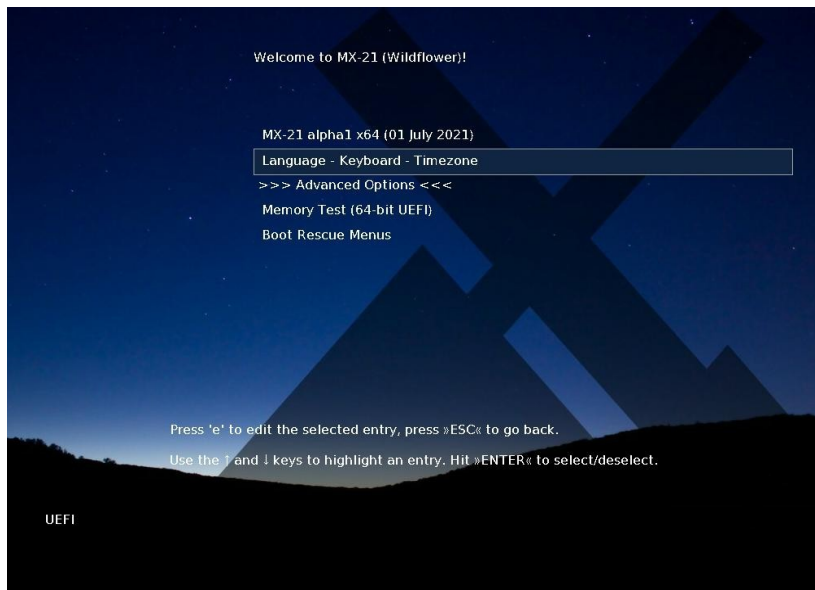 Welcome to MX-21 (Wildflower)!
MX-21 alpha1 x64 (01 July 2021)
Language - Keyboard - Timezone
>>> Advanced Options <<<
Memory Test (64-bit UEFI)
Boot Rescue Menus
Press 'e' to edit the selected entry, press »ESC« to go back.
Use the ↑ and ↓ keys to highlight an entry. Hit »ENTER« to select/deselect.
UEFI